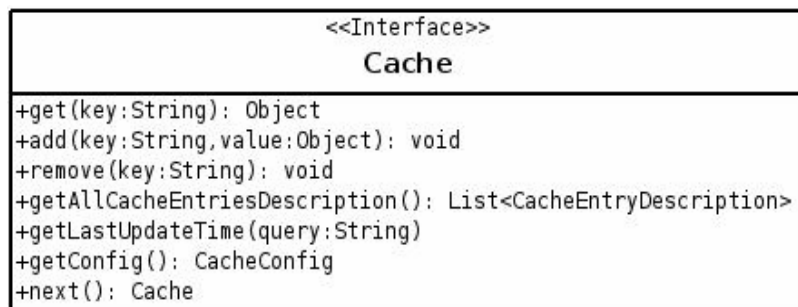 <<Interface>>
Cache
+get(key:String): Object
+add(key:String,value:Object): void
+remove(key:String): void
+getAllCacheEntriesDescription(): List<CacheEntryDescription>
+getLastUpdateTime(query:String)
+getConfig(): CacheConfig
+next(): Cache